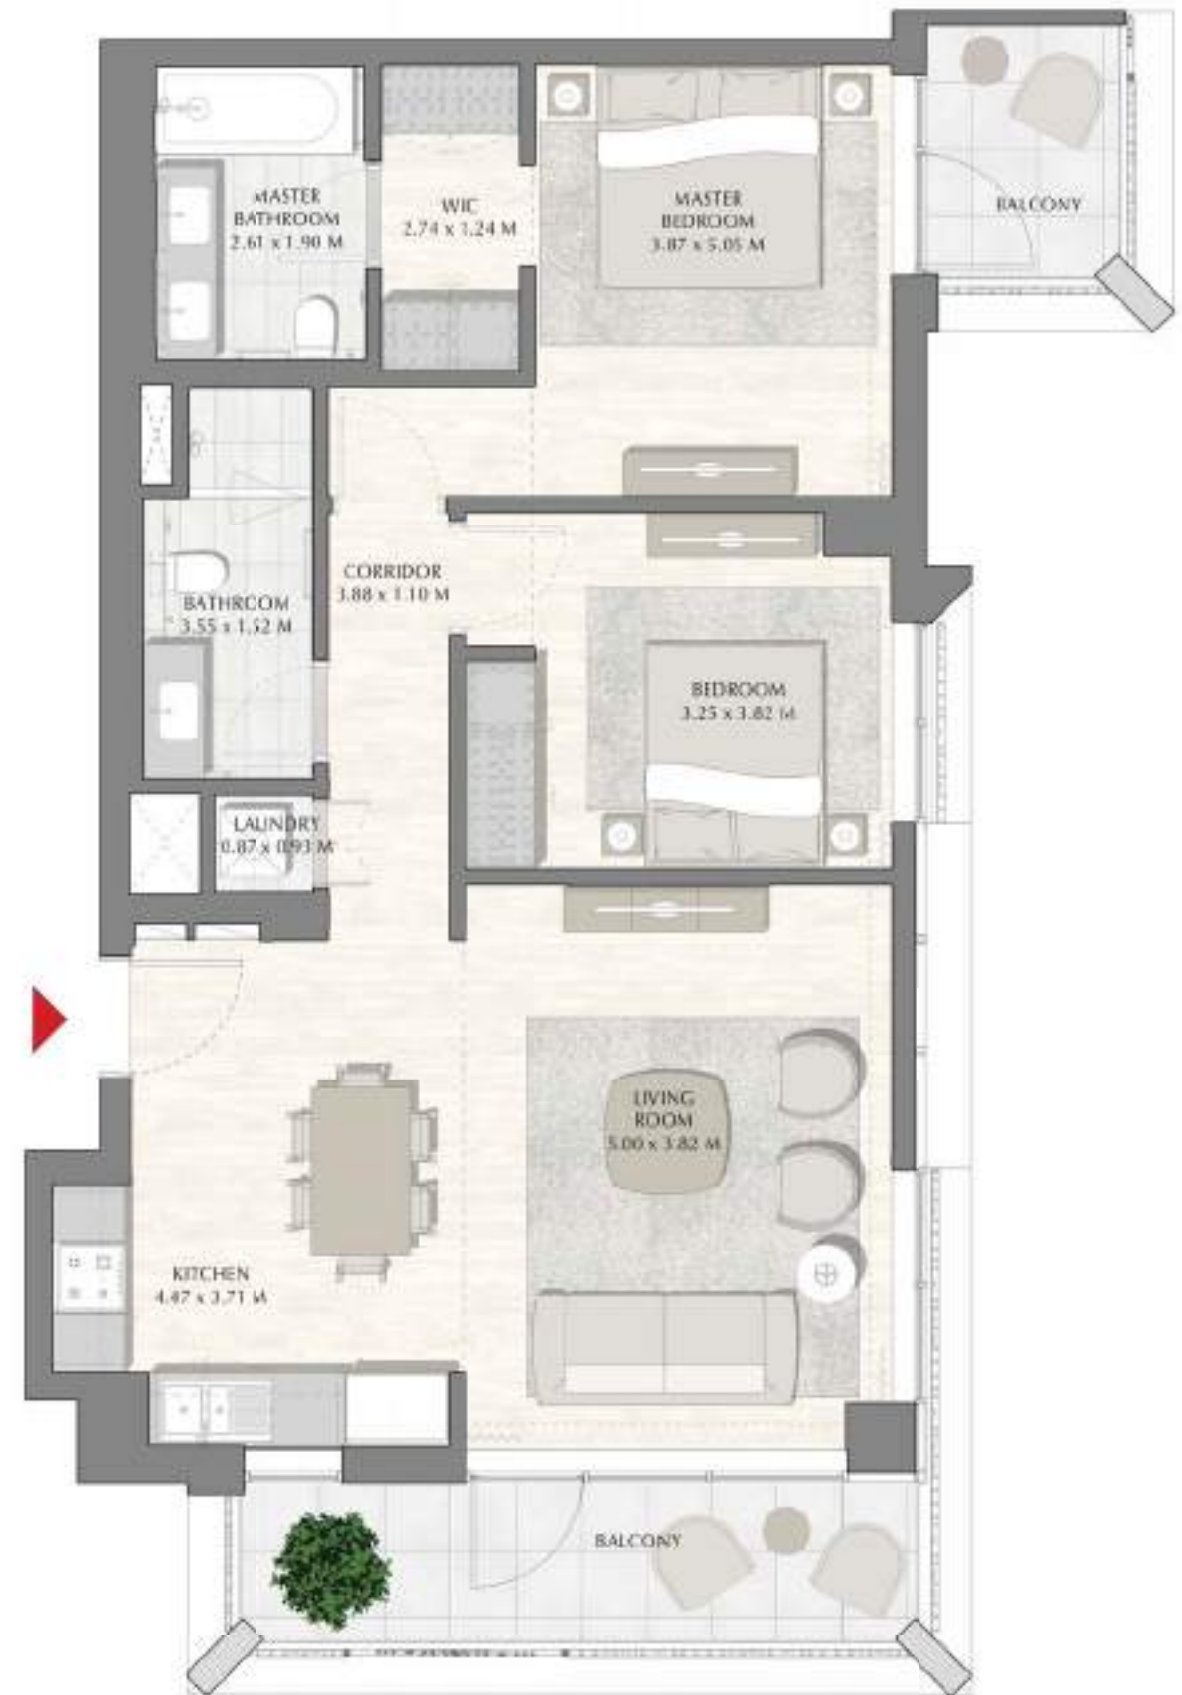 MASTER
BATHROOM
2.61 x 1.90 M
WIC
2.74 x 1.24 M
MASTER
BEDROOM
3.87 x 5.05 M
BALCONY
CORRIDOR
3.88 x 1.10 M
BATHROOM
3.55 x 1.52 M
BEDROOM
3.25 x 3.82 M
LAUNDRY
0.87 x 0.93 M
LIVING
ROOM
5.00 x 3.82 M
KITCHEN
4.47 x 3.71 M
BALCONY